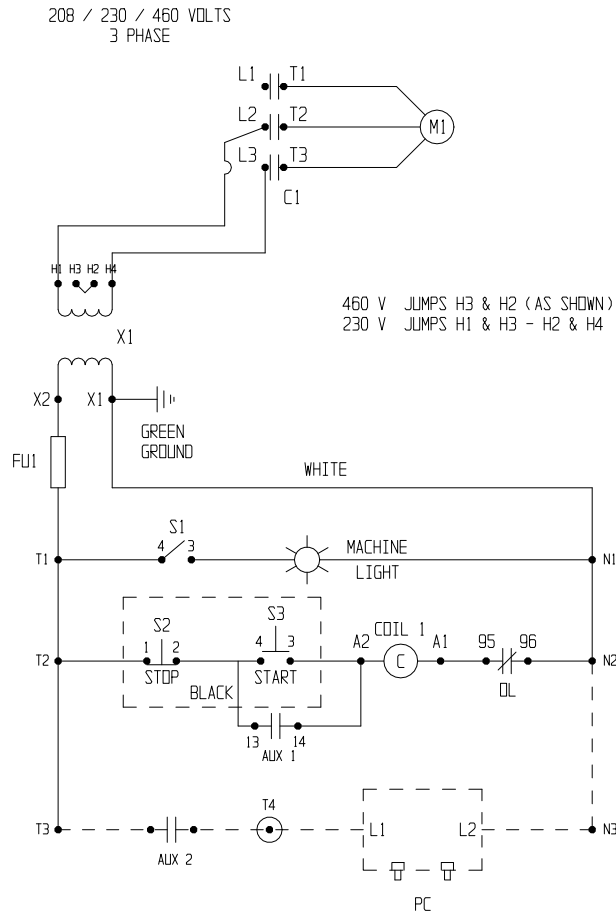 208 / 230 / 460 VOLTS
3 PHASE
L1 T1
L2 T2
M1
L3 T3
C1
H1 H3 H2 H4
460 V JUMPS H3 & H2 (AS SHOWN)
230 V JUMPS H1 & H3 - H2 & H4
X1
X2 X1
GREEN
GROUND
FU1
WHITE
S1
4 3
MACHINE
LIGHT
T1 N1
S2 S3
COIL 1
1 2 4 3 A2 A1 95 96
T2 C N2
STOP START OL
BLACK
13 14
AUX 1
T4
T3 L1 L2 N3
AUX 2
PC